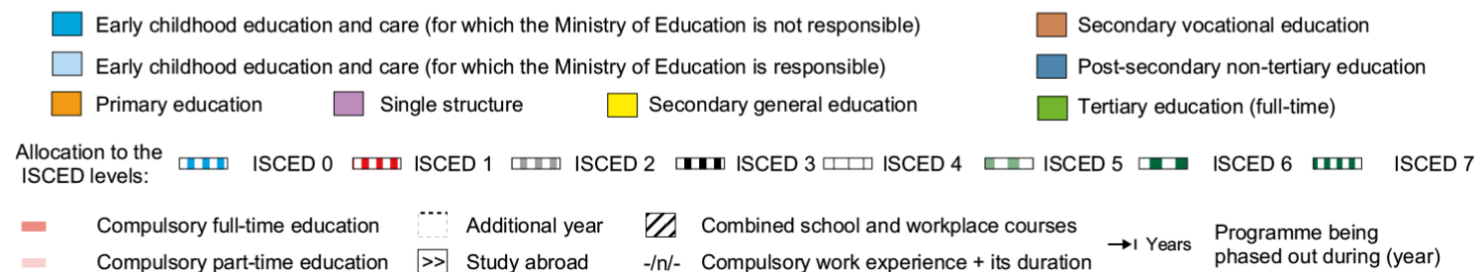 Early childhood education and care (for which the Ministry of Education is not responsible) Secondary vocational education
Early childhood education and care (for which the Ministry of Education is responsible) Post-secondary non-tertiary education
Primary education Single structure Secondary general education Tertiary education (full-time)
Allocation to the
ISCED levels: ISCED 0 ISCED 1 ISCED 2 ISCED 3 ISCED 4 ISCED 5 ISCED 6 ISCED 7
Compulsory full-time education Additional year Combined school and workplace courses
Compulsory part-time education >> Study abroad -/n/- Compulsory work experience + its duration
Years Programme being
phased out during (year)